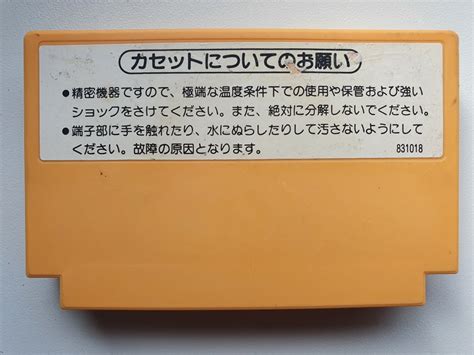 カセットについてのお願い
●精密機器ですので、極端な温度条件下での使用や保管および強い
ショックをさけてください。また、絶対に分解しないでください。
●端子部に手を触れたり、水にぬらしたりして汚さないようにして
ください。故障の原因となります。
831018